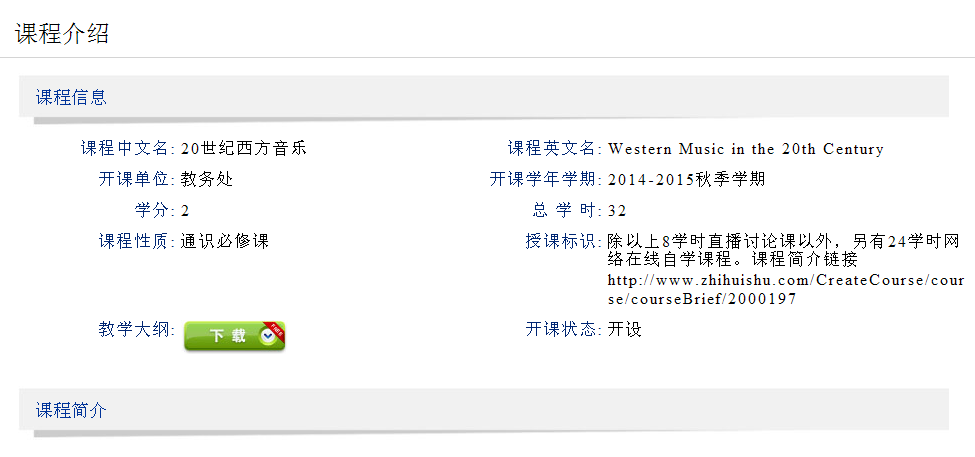 课程介绍
课程信息
课程中文名: 20世纪西方音乐
课程英文名: Western Music in the 20th Century
开课单位: 教务处
开课学年学期: 2014-2015秋季学期
学分: 2
总 学 时: 32
课程性质: 通识必修课
授课标识: 除以上8学时直播讨论课以外，另有24学时网
络在线自学课程。课程简介链接
http://www.zhihuishu.com/CreateCourse/cour
se/courseBrief/2000197
教学大纲: 下 载
开课状态: 开设
课程简介